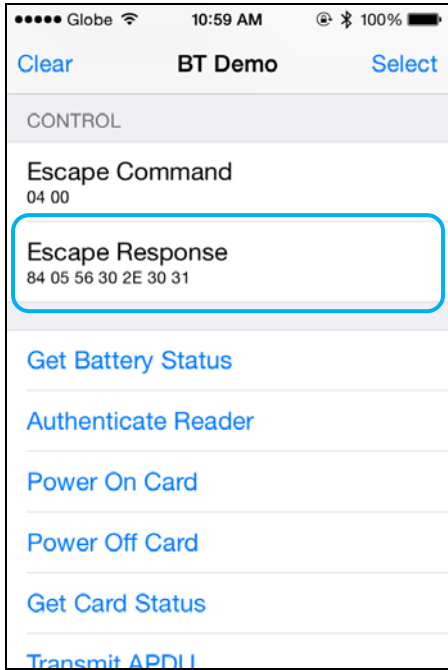 Globe 10:59 AM 100%
Clear BT Demo Select
CONTROL
Escape Command
04 00
Escape Response
84 05 56 30 2E 30 31
Get Battery Status
Authenticate Reader
Power On Card
Power Off Card
Get Card Status
Transmit APDU